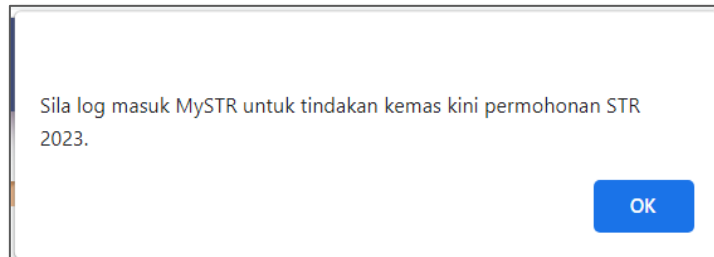 Sila log masuk MySTR untuk tindakan kemas kini permohonan STR
2023.
OK